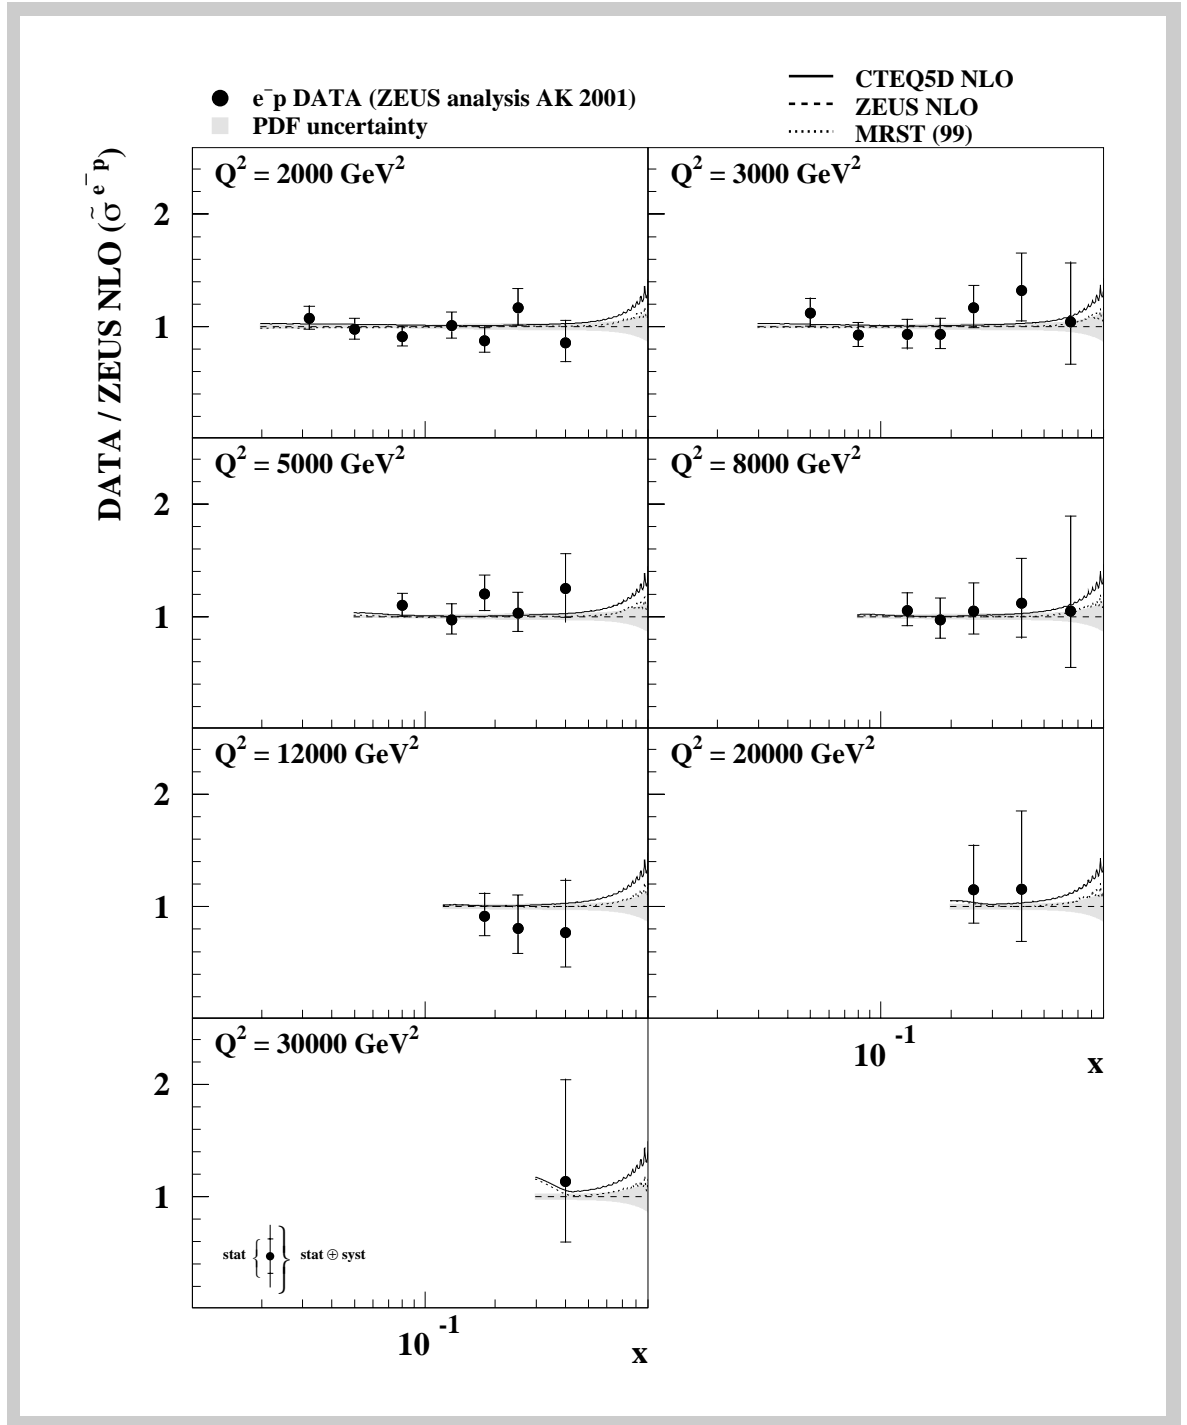 e⁻p DATA (ZEUS analysis AK 2001)
PDF uncertainty
CTEQ5D NLO
ZEUS NLO
MRST (99)
DATA / ZEUS NLO (σ̃ e⁻p)
Q² = 2000 GeV²
2
1
Q² = 3000 GeV²
Q² = 5000 GeV²
2
1
Q² = 8000 GeV²
Q² = 12000 GeV²
2
1
Q² = 20000 GeV²
10⁻¹
x
Q² = 30000 GeV²
2
1
stat { } stat ⊕ syst
10⁻¹
x